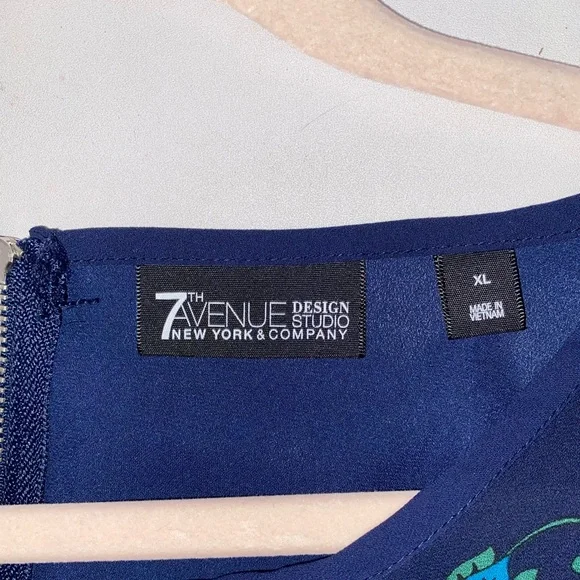 7TH AVENUE DESIGN STUDIO
NEW YORK & COMPANY
XL
MADE IN
VIETNAM